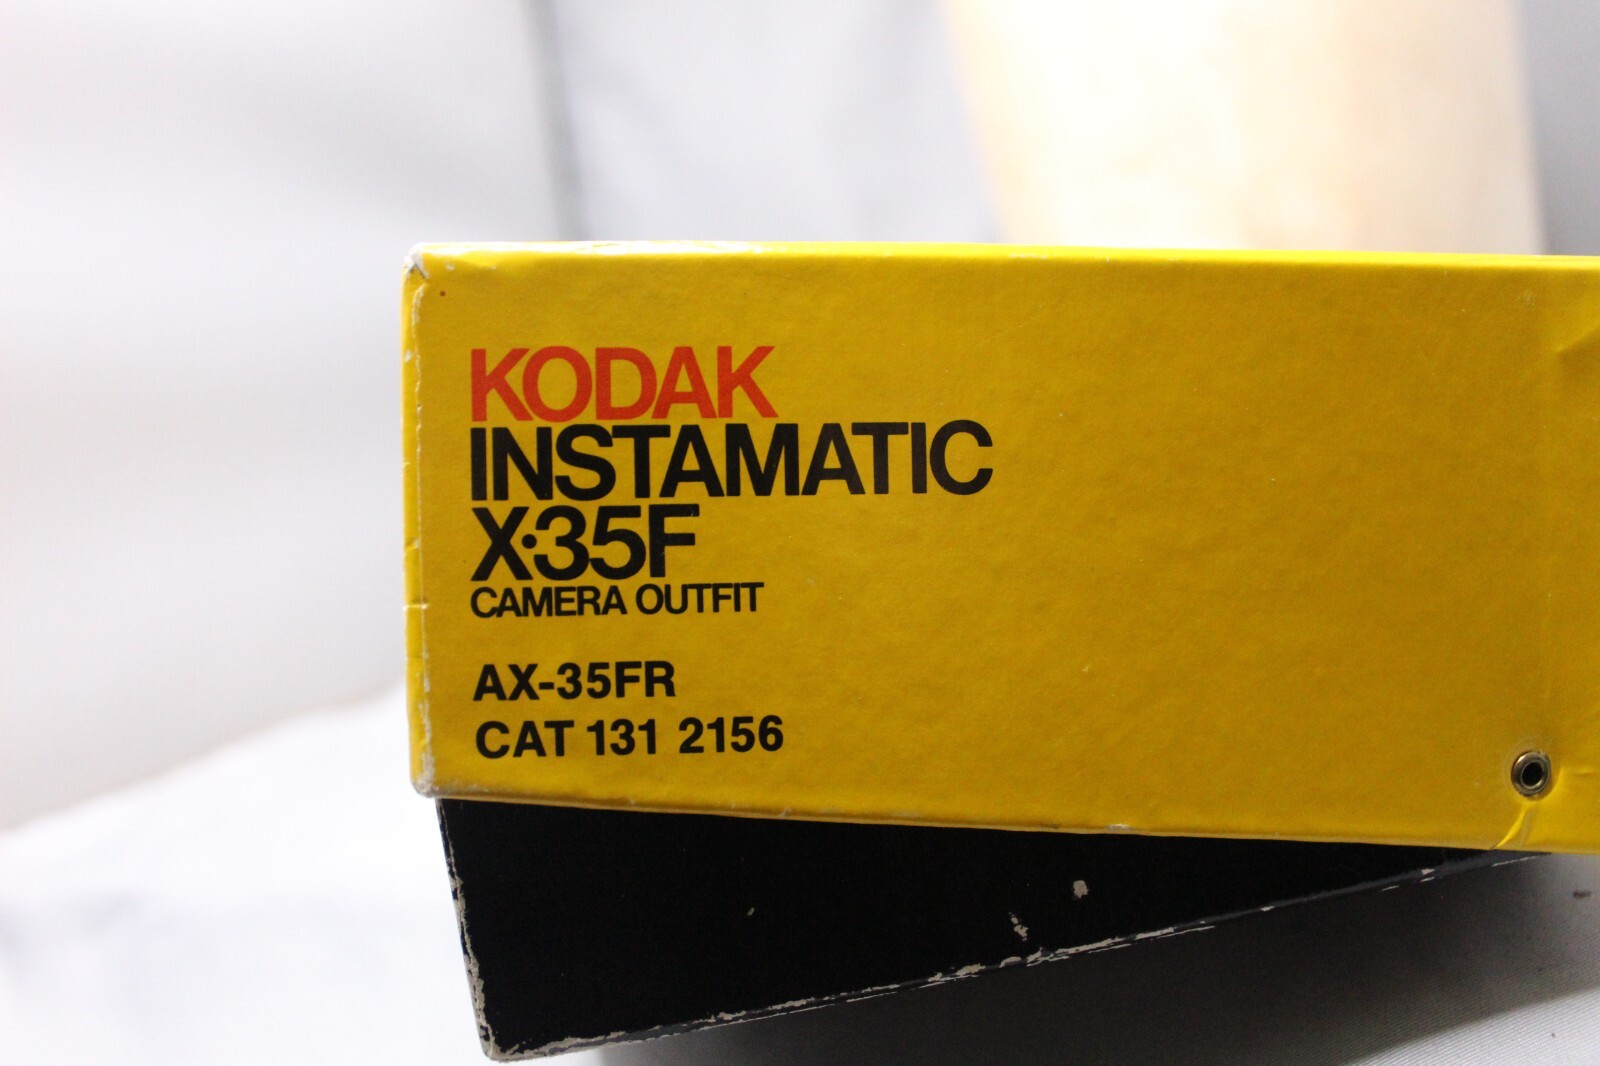 KODAK
INSTAMATIC
X·35F
CAMERA OUTFIT
AX-35FR
CAT 131 2156